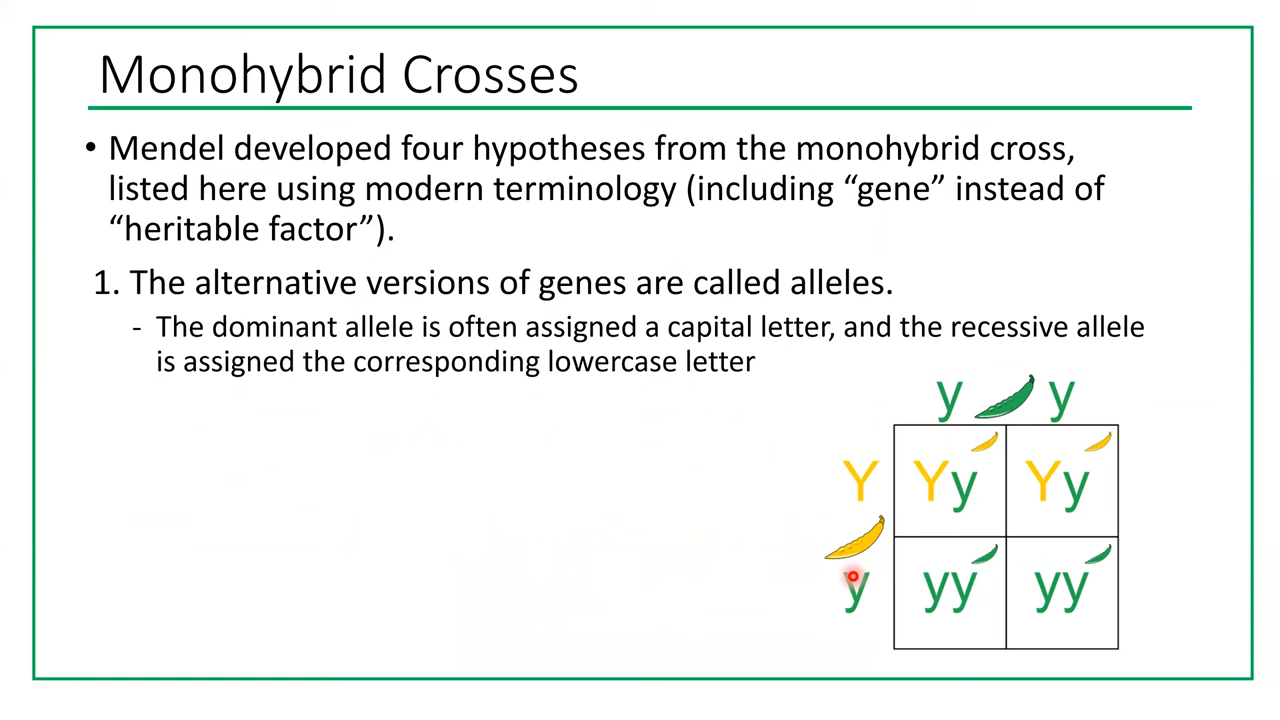 Monohybrid Crosses
• Mendel developed four hypotheses from the monohybrid cross,
listed here using modern terminology (including “gene” instead of
“heritable factor”).
1. The alternative versions of genes are called alleles.
- The dominant allele is often assigned a capital letter, and the recessive allele
is assigned the corresponding lowercase letter
y y
Y Yy Yy
y yy yy